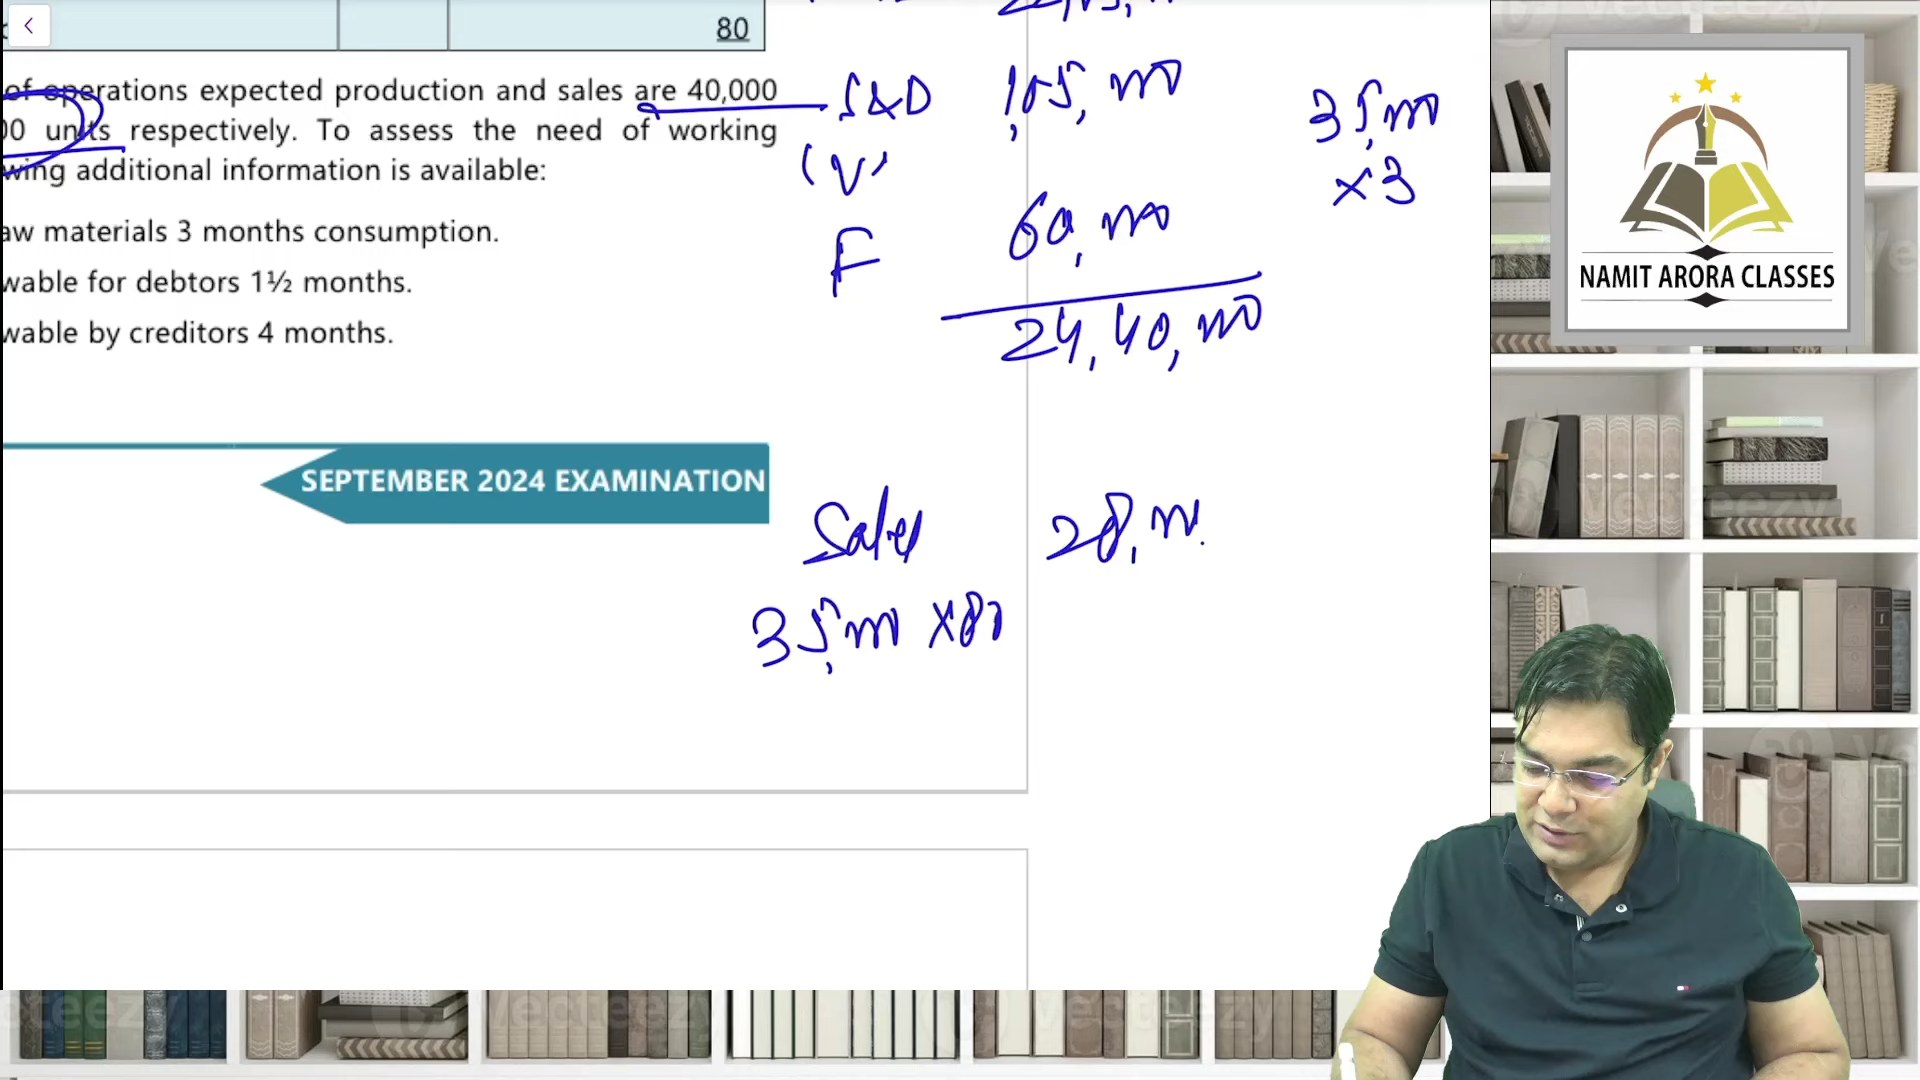 80
of operations expected production and sales are 40,000
00 units respectively. To assess the need of working
wing additional information is available:
aw materials 3 months consumption.
wable for debtors 1½ months.
wable by creditors 4 months.
S&D 105,000
(V)
35,000
×3
F 60,000
24,40,000
SEPTEMBER 2024 EXAMINATION
Sales 28,00
35,000 ×80
NAMIT ARORA CLASSES